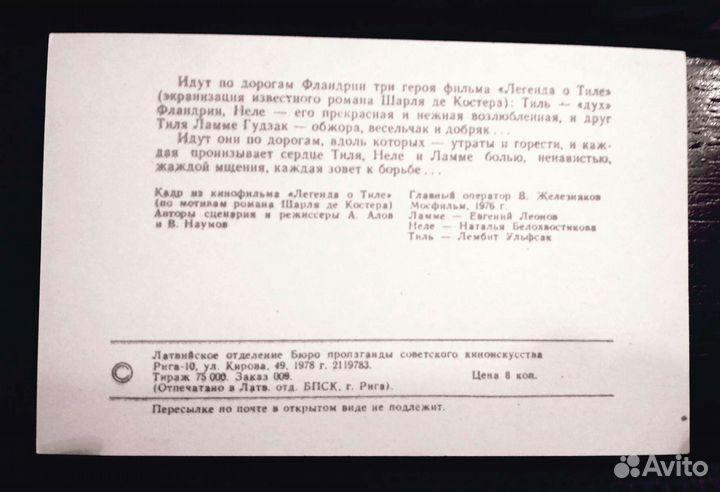 Идут по дорогам Фландрии три героя фильма «Легенда о Тиле»
(экранизация известного романа Шарля де Костера): Тиль — «дух»
Фландрии, Неле — его прекрасная и нежная возлюбленная, и друг
Тиля Ламме Гудзак — обжора, весельчак и добряк...
Идут они по дорогам, вдоль которых — утраты и горести, и каж-
дая пронизывает сердце Тиля, Неле и Ламме болью, ненавистью,
жаждой мщения, каждая зовет к борьбе...
Кадр из кинофильма «Легенда о Тиле»
(по мотивам романа Шарля де Костера)
Авторы сценария и режиссеры А. Алов
и В. Наумов
Главный оператор В. Железняков
Мосфильм, 1976 г.
Ламме — Евгений Леонов
Неле — Наталья Белохвостикова
Тиль — Лембит Ульфсак
©
Латвийское отделение Бюро пропаганды советского киноискусства
Рига-10, ул. Кирова, 49, 1978 г. 2119783.
Тираж 75 000. Заказ 009. Цена 8 коп.
(Отпечатано в Латв. отд. БПСК, г. Рига).
Пересылке по почте в открытом виде не подлежит.
Avito